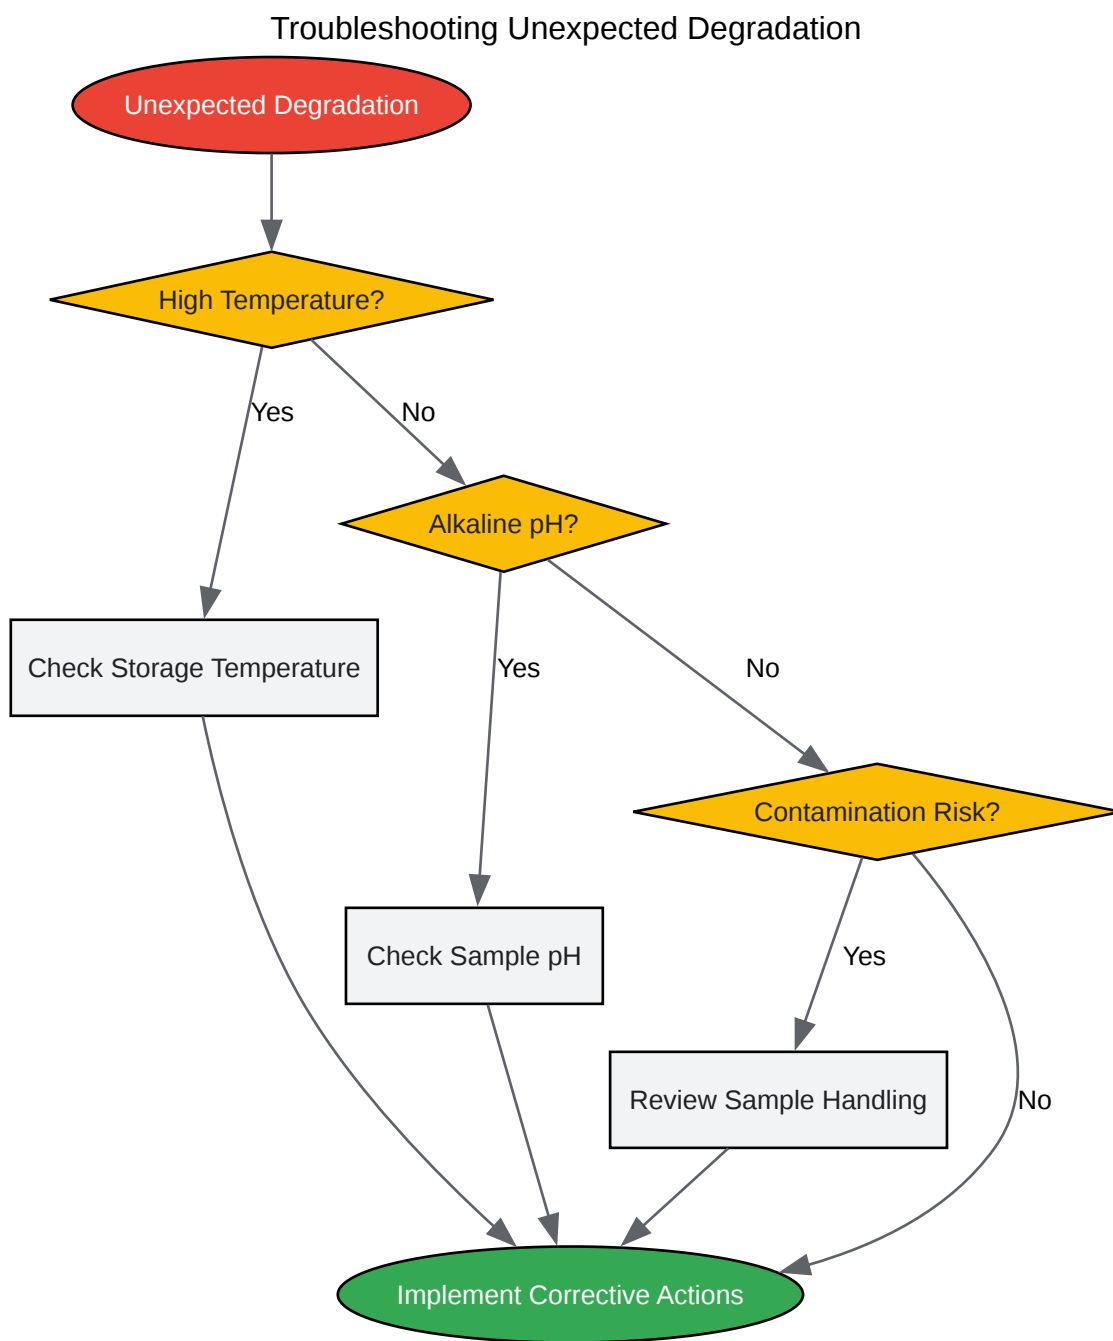 Troubleshooting Unexpected Degradation
Unexpected Degradation
High Temperature?
Yes
No
Alkaline pH?
Check Storage Temperature
Yes
No
Contamination Risk?
Check Sample pH
Yes
Review Sample Handling
No
Implement Corrective Actions